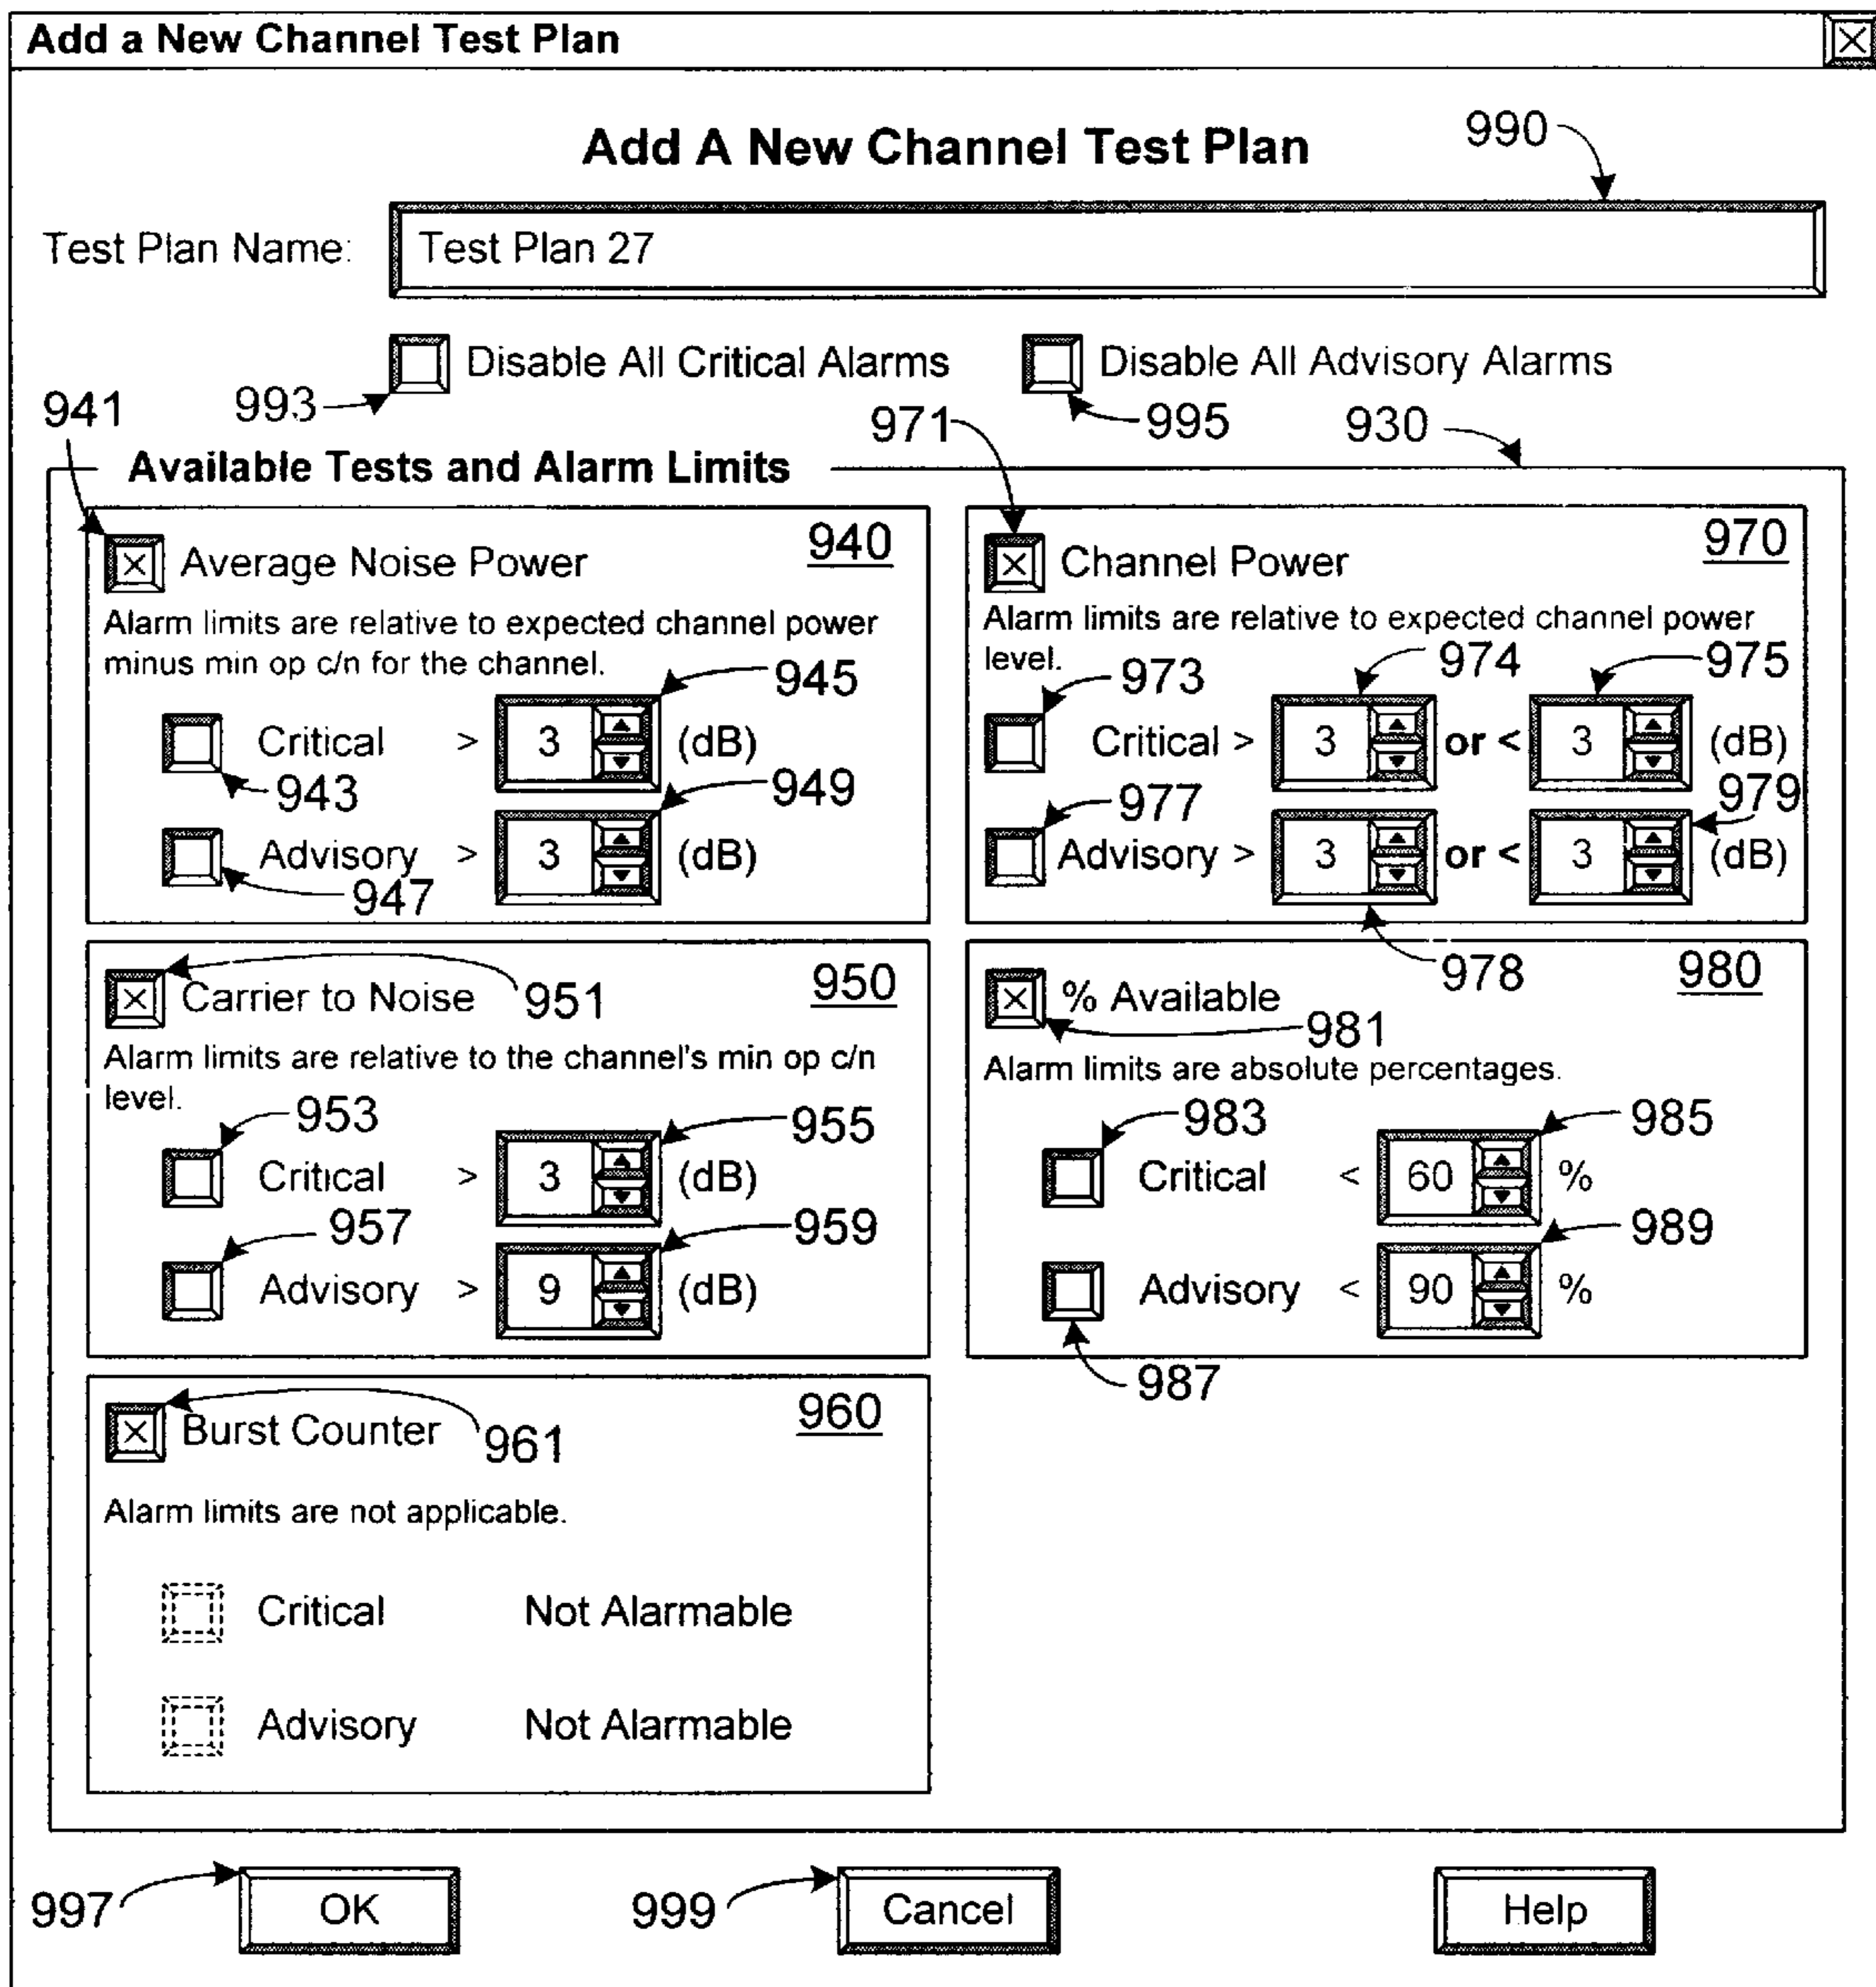 Add a New Channel Test Plan
Add A New Channel Test Plan
990
Test Plan Name:
Test Plan 27
Disable All Critical Alarms
Disable All Advisory Alarms
993
995
941
971
930
Available Tests and Alarm Limits
Average Noise Power
940
Alarm limits are relative to expected channel power
minus min op c/n for the channel.
945
Critical > 3 (dB)
943
949
Advisory > 3 (dB)
947
Channel Power
970
Alarm limits are relative to expected channel power
level.
973
974
975
Critical > 3 or < 3 (dB)
977
979
Advisory > 3 or < 3 (dB)
978
Carrier to Noise
951
950
Alarm limits are relative to the channel's min op c/n
level.
953
955
Critical > 3 (dB)
957
959
Advisory > 9 (dB)
% Available
980
981
Alarm limits are absolute percentages.
983
985
Critical < 60 %
989
Advisory < 90 %
987
Burst Counter
961
960
Alarm limits are not applicable.
Critical Not Alarmable
Advisory Not Alarmable
997
OK
999
Cancel
Help